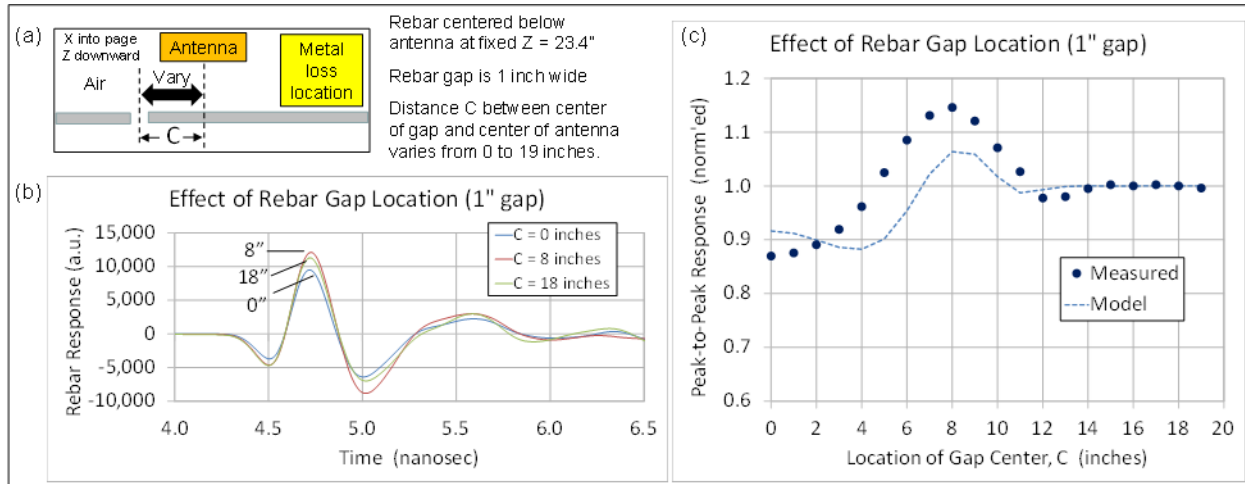 (a)
X into page
Z downward
Air
Vary
Antenna
Metal
loss
location
C
Rebar centered below
antenna at fixed Z = 23.4"
Rebar gap is 1 inch wide
Distance C between center
of gap and center of antenna
varies from 0 to 19 inches.
(b)
Effect of Rebar Gap Location (1" gap)
Rebar Response (a.u.)
15,000
10,000
5,000
0
-5,000
-10,000
8”
18”
0”
C = 0 inches
C = 8 inches
C = 18 inches
4.0 4.5 5.0 5.5 6.0 6.5
Time (nanosec)
(c)
Effect of Rebar Gap Location (1" gap)
Peak-to-Peak Response (norm'ed)
1.2
1.1
1.0
0.9
0.8
0.7
0.6
Measured
Model
0 2 4 6 8 10 12 14 16 18 20
Location of Gap Center, C (inches)